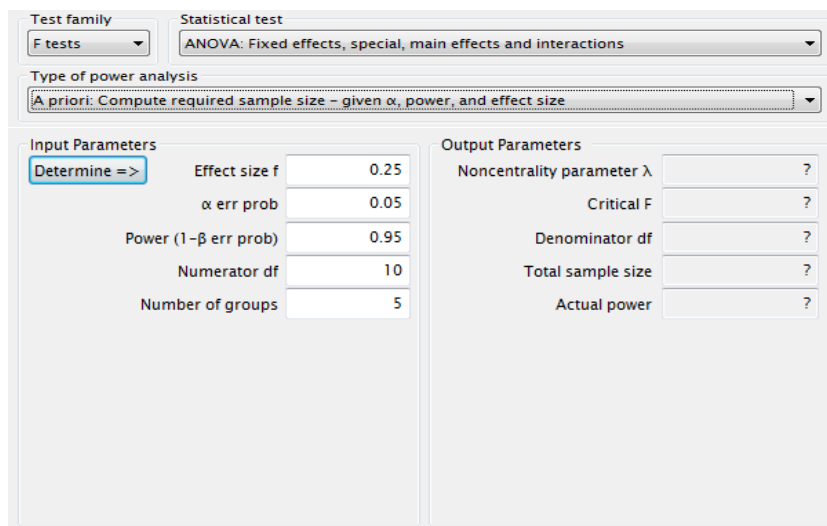 Test family
Statistical test
F tests
ANOVA: Fixed effects, special, main effects and interactions
Type of power analysis
A priori: Compute required sample size – given α, power, and effect size
Input Parameters
Output Parameters
Determine =>
Effect size f
0.25
Noncentrality parameter λ
?
α err prob
0.05
Critical F
?
Power (1-β err prob)
0.95
Denominator df
?
Numerator df
10
Total sample size
?
Number of groups
5
Actual power
?